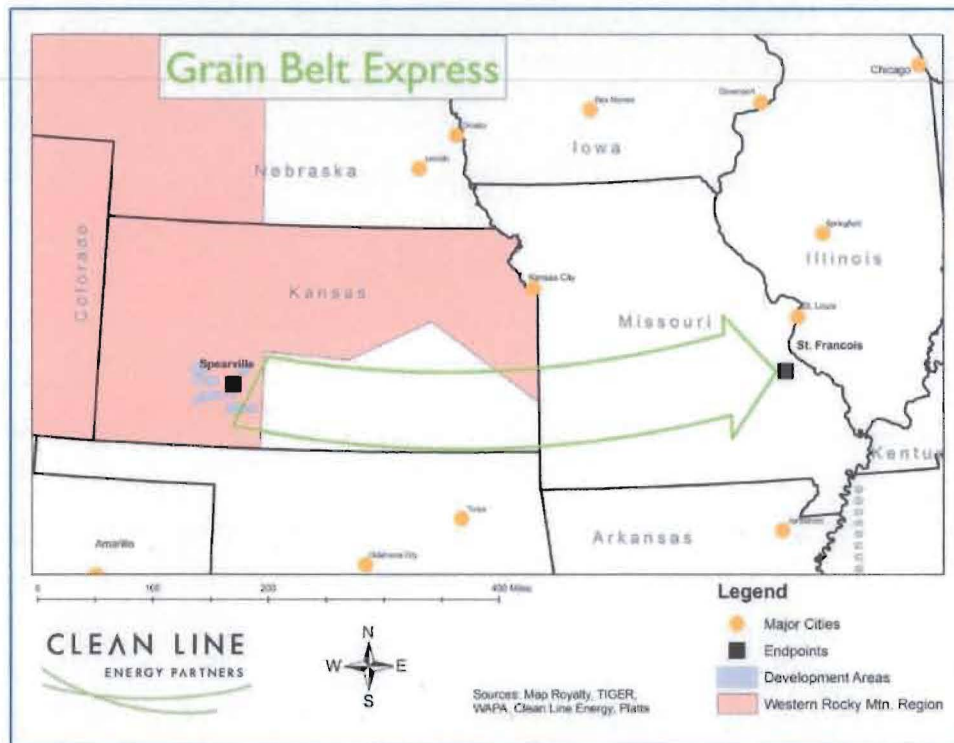 Grain Belt Express
Chicago
Des Moines
Davenport
Omaha
Iowa
Lincoln
Nebraska
Springfield
Colorado
Illinois
Kansas City
Kansas
St. Louis
Missouri
St. Francois
Spearville
Kentu
Tulsa
Arkansas
ennessee
Amarillo
Oklahoma City
0 100 200 400 Miles
Legend
Major Cities
Endpoints
Development Areas
Western Rocky Mtn. Region
CLEAN LINE
ENERGY PARTNERS
N
W E
S
Sources: Map Royalty, TIGER,
WAPA, Clean Line Energy, Platts